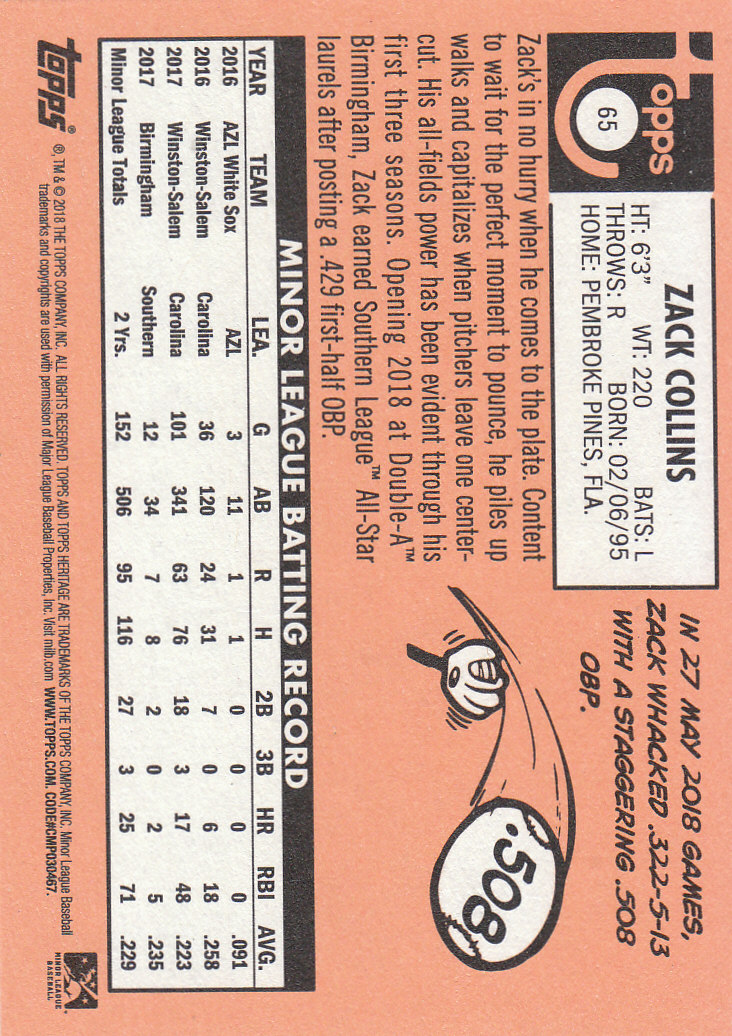 topps
65
ZACK COLLINS
HT: 6'3" WT: 220 BATS: L
THROWS: R BORN: 02/06/95
HOME: PEMBROKE PINES, FLA.
Zack's in no hurry when he comes to the plate. Content
to wait for the perfect moment to pounce, he piles up
walks and capitalizes when pitchers leave one center-
cut. His all-fields power has been evident through his
first three seasons. Opening 2018 at Double-A™
Birmingham, Zack earned Southern League™ All-Star
laurels after posting a .429 first-half OBP.
IN 27 MAY 2018 GAMES,
ZACK WHACKED .322-5-13
WITH A STAGGERING .508
OBP.
.508
MINOR LEAGUE BATTING RECORD
YEAR TEAM LEA. G AB R H 2B 3B HR RBI AVG.
2016 AZL White Sox AZL 3 11 1 1 0 0 0 0 .091
2016 Winston-Salem Carolina 36 120 24 31 7 0 6 18 .258
2017 Winston-Salem Carolina 101 341 63 76 18 3 17 48 .223
2017 Birmingham Southern 12 34 7 8 2 0 2 5 .235
Minor League Totals 2 Yrs. 152 506 95 116 27 3 25 71 .229
topps® ®, TM & © 2018 THE TOPPS COMPANY, INC. ALL RIGHTS RESERVED. TOPPS AND TOPPS HERITAGE ARE TRADEMARKS OF THE TOPPS COMPANY, INC. Minor League Baseball
trademarks and copyrights are used with permission of Major League Baseball Properties, Inc. Visit milb.com WWW.TOPPS.COM. CODE#CMP030467.
MINOR LEAGUE
BASEBALL